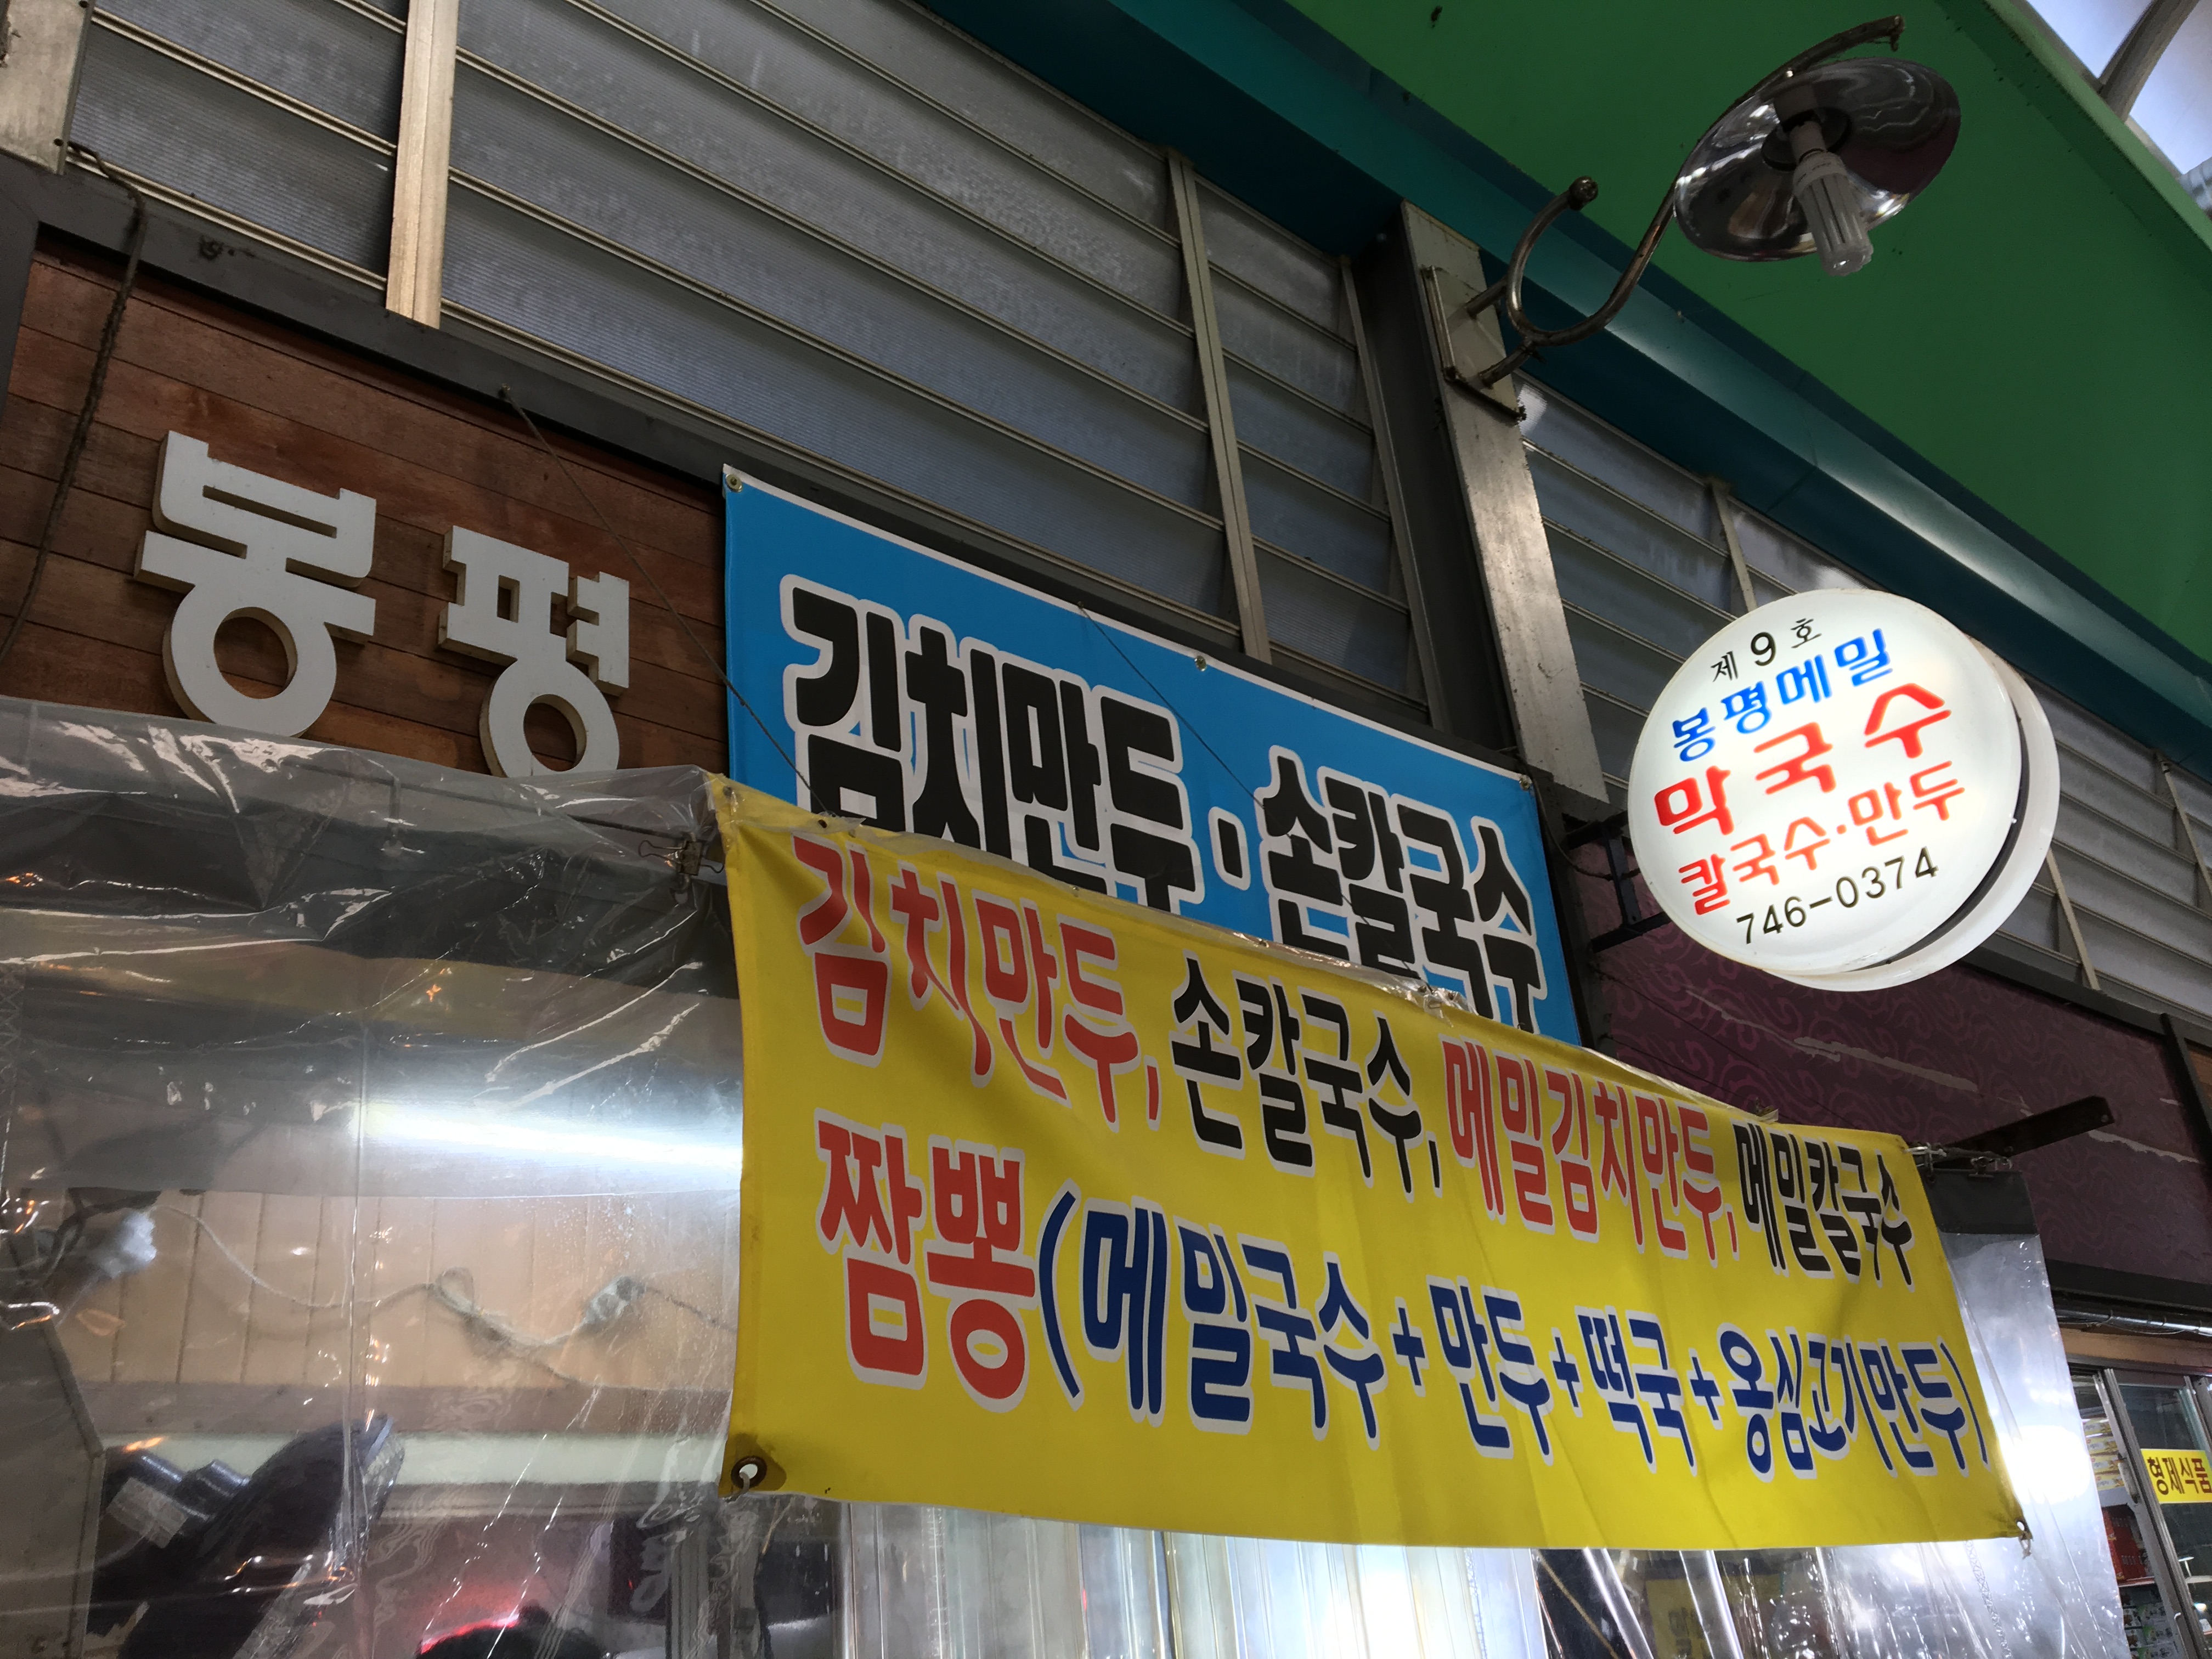 봉평
김치만두·손칼국수
제9호
봉평메밀
막국수
칼국수·만두
746-0374
김치만두, 손칼국수, 메밀김치만두, 메밀칼국수
짬뽕(메밀국수+만두+떡국+옹심고기만두)
형제식품